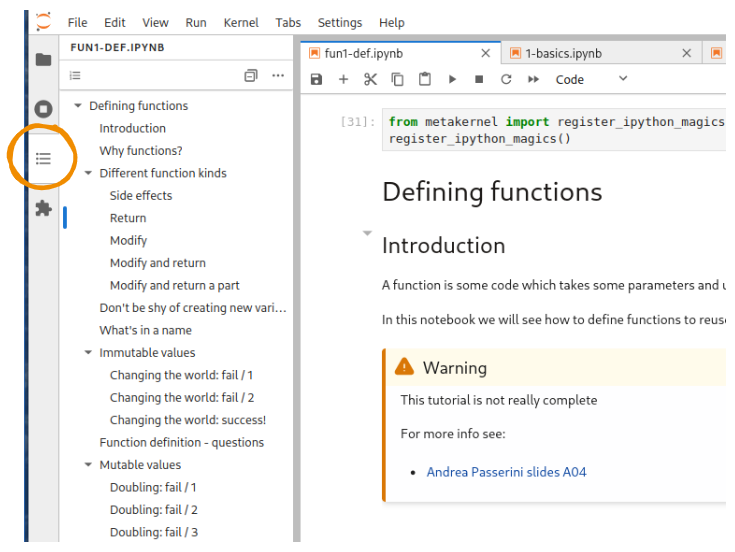 File Edit View Run Kernel Tabs Settings Help
FUN1-DEF.IPYNB
fun1-def.ipynb
1-basics.ipynb
Code
Defining functions
Introduction
Why functions?
Different function kinds
Side effects
Return
Modify
Modify and return
Modify and return a part
Don't be shy of creating new vari...
What's in a name
Immutable values
Changing the world: fail / 1
Changing the world: fail / 2
Changing the world: success!
Function definition - questions
Mutable values
Doubling: fail / 1
Doubling: fail / 2
Doubling: fail / 3
[31]: from metakernel import register_ipython_magics
register_ipython_magics()
Defining functions
Introduction
A function is some code which takes some parameters and
In this notebook we will see how to define functions to reus
Warning
This tutorial is not really complete
For more info see:
• Andrea Passerini slides A04